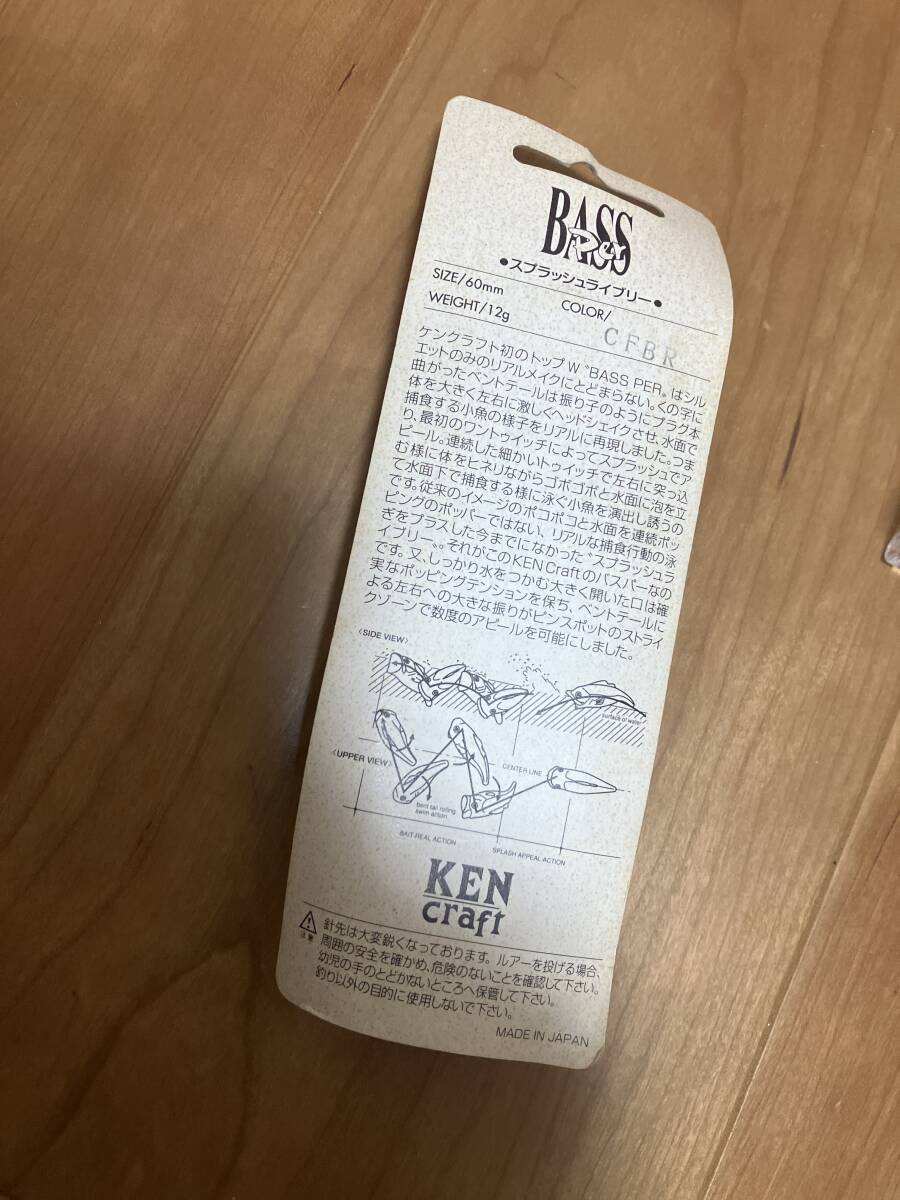 BASS
Per
●スプラッシュライブリー●
SIZE/60mm
COLOR/
WEIGHT/12g
CFBR
ケンクラフト初のトップW〝BASS PER〟はシル
エットのみのリアルメイクにとどまらない。くの字に
曲がったベントテールは振り子のようにプラグ本
体を大きく左右に激しくヘッドシェイクさせ、水面で
捕食する小魚の様子をリアルに再現しました。つま
り、最初のワントゥイッチによってスプラッシュでア
ピール。連続した細かいトゥイッチで左右に突っ込
む様に体をヒネリながらゴボゴボと水面に泡を立
て水面下で捕食する様に泳ぐ小魚を演出し誘うの
です。従来のイメージのポコポコと水面を連続ポッ
ピングのポッパーではない、リアルな捕食行動の泳
ぎをプラスした今までになかった〝スプラッシュラ
イブリー〟。それがこのKEN Craftのバスパーなの
です。又、しっかり水をつかむ大きく開いた口は確
実なポッピングテンションを保ち、ベントテールに
よる左右への大きな振りがピンスポットのストライ
クゾーンで数度のアピールを可能にしました。
〈SIDE VIEW〉
surface of water
〈UPPER VIEW〉
CENTER LINE
bent tail rolling
swim action
BAIT REAL ACTION
SPLASH APPEAL ACTION
KEN
craft
注意
針先は大変鋭くなっております。ルアーを投げる場合、
周囲の安全を確かめ、危険のないことを確認して下さい。
幼児の手のとどかないところへ保管して下さい。
釣り以外の目的に使用しないで下さい。
MADE IN JAPAN